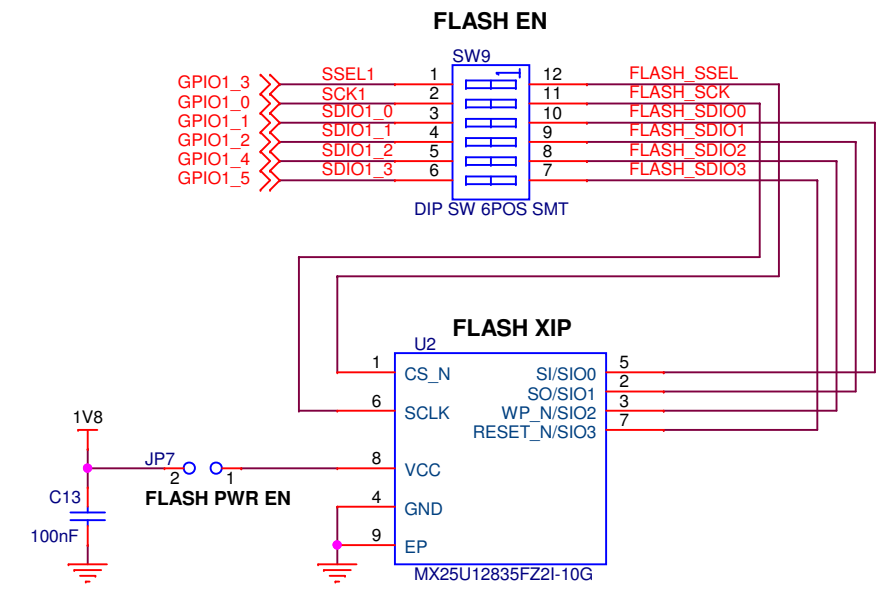 FLASH EN
SW9
GPIO1_3 SSEL1 1 12 FLASH_SSEL
GPIO1_0 SCK1 2 11 FLASH_SCK
GPIO1_1 SDIO1_0 3 10 FLASH_SDIO0
GPIO1_2 SDIO1_1 4 9 FLASH_SDIO1
GPIO1_4 SDIO1_2 5 8 FLASH_SDIO2
GPIO1_5 SDIO1_3 6 7 FLASH_SDIO3
DIP SW 6POS SMT
FLASH XIP
U2
1 CS_N SI/SIO0 5
SO/SIO1 2
6 SCLK WP_N/SIO2 3
RESET_N/SIO3 7
1V8
JP7 2 1 8 VCC
FLASH PWR EN
C13 4 GND
100nF 9 EP
MX25U12835FZ2I-10G